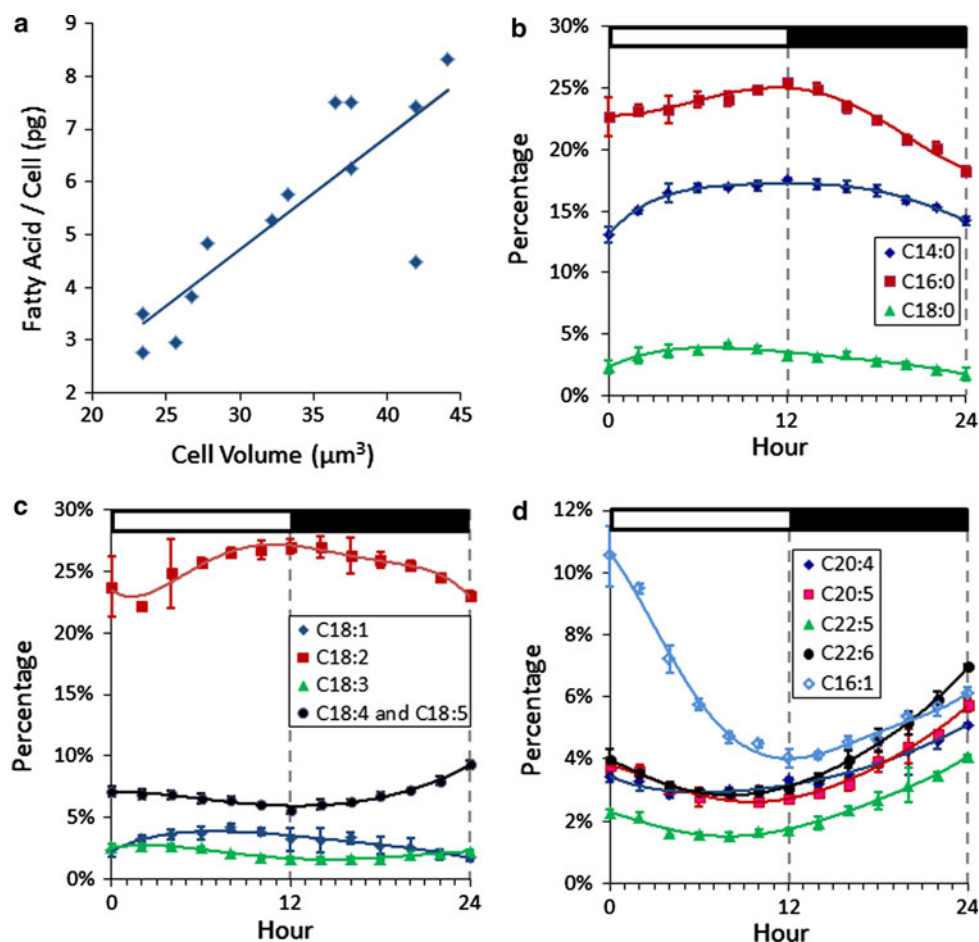 a
9
8
7
6
5
4
3
2
20 25 30 35 40 45
Fatty Acid / Cell (pg)
Cell Volume (µm³)
b
30%
25%
20%
15%
10%
5%
0%
0 12 24
Percentage
Hour
C14:0
C16:0
C18:0
c
30%
25%
20%
15%
10%
5%
0%
0 12 24
Percentage
Hour
C18:1
C18:2
C18:3
C18:4 and C18:5
d
12%
10%
8%
6%
4%
2%
0%
0 12 24
Percentage
Hour
C20:4
C20:5
C22:5
C22:6
C16:1